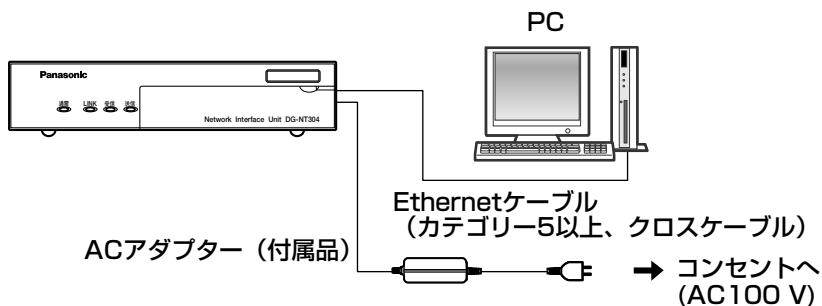 PC
Panasonic
LINK 受信 送信
Network Interface Unit DG-NT304
Ethernetケーブル
（カテゴリー5以上、クロスケーブル）
ACアダプター（付属品）
コンセントへ
(AC100 V)